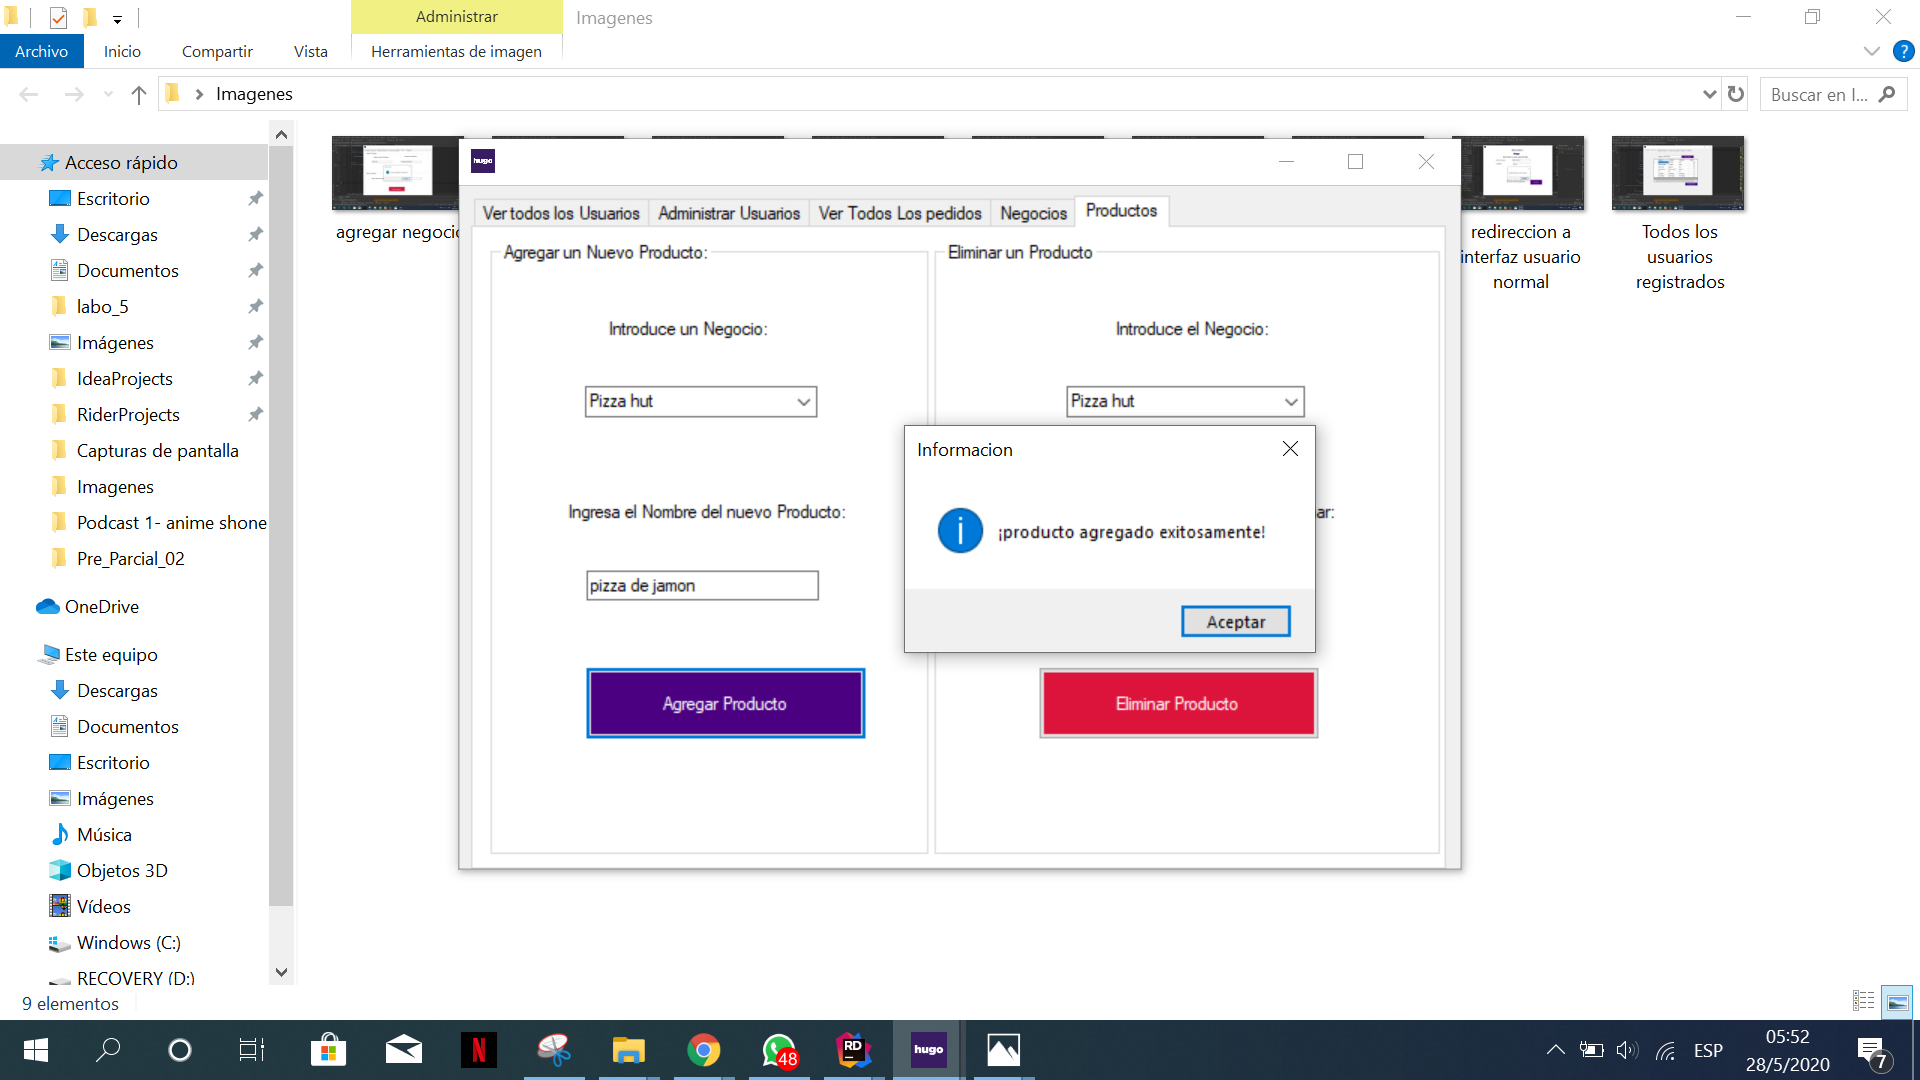 Administrar
Imagenes
Archivo
Inicio
Compartir
Vista
Herramientas de imagen
Imagenes
Buscar en I...
Acceso rápido
Escritorio
Descargas
Documentos
labo_5
Imágenes
IdeaProjects
RiderProjects
Capturas de pantalla
Imagenes
Podcast 1- anime shone
Pre_Parcial_02
OneDrive
Este equipo
Descargas
Documentos
Escritorio
Imágenes
Música
Objetos 3D
Vídeos
Windows (C:)
RECOVERY (D:)
9 elementos
agregar negocio
redireccion a
interfaz usuario
normal
Todos los
usuarios
registrados
hugo
Ver todos los Usuarios
Administrar Usuarios
Ver Todos Los pedidos
Negocios
Productos
Agregar un Nuevo Producto:
Introduce un Negocio:
Pizza hut
Ingresa el Nombre del nuevo Producto:
pizza de jamon
Agregar Producto
Eliminar un Producto
Introduce el Negocio:
Pizza hut
ar:
Eliminar Producto
Informacion
¡producto agregado exitosamente!
Aceptar
N
48
RD
hugo
ESP
05:52
28/5/2020
7